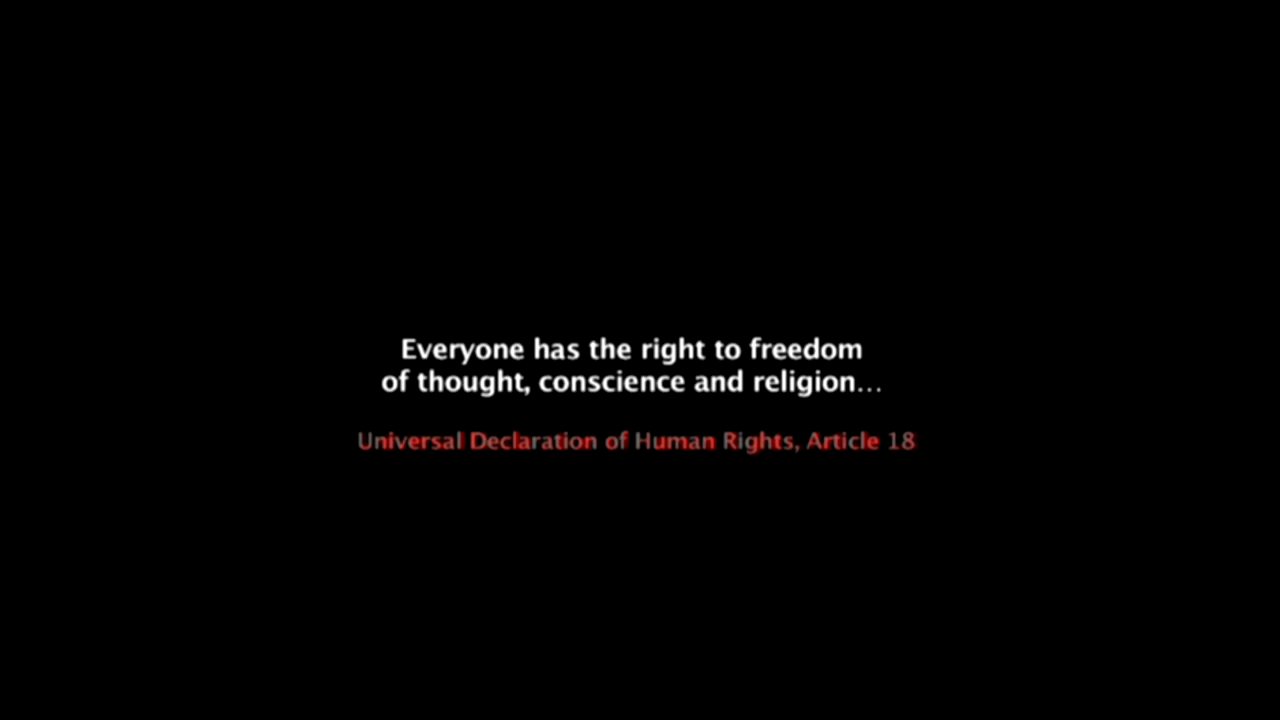 Everyone has the right to freedom
of thought, conscience and religion...
Universal Declaration of Human Rights, Article 18